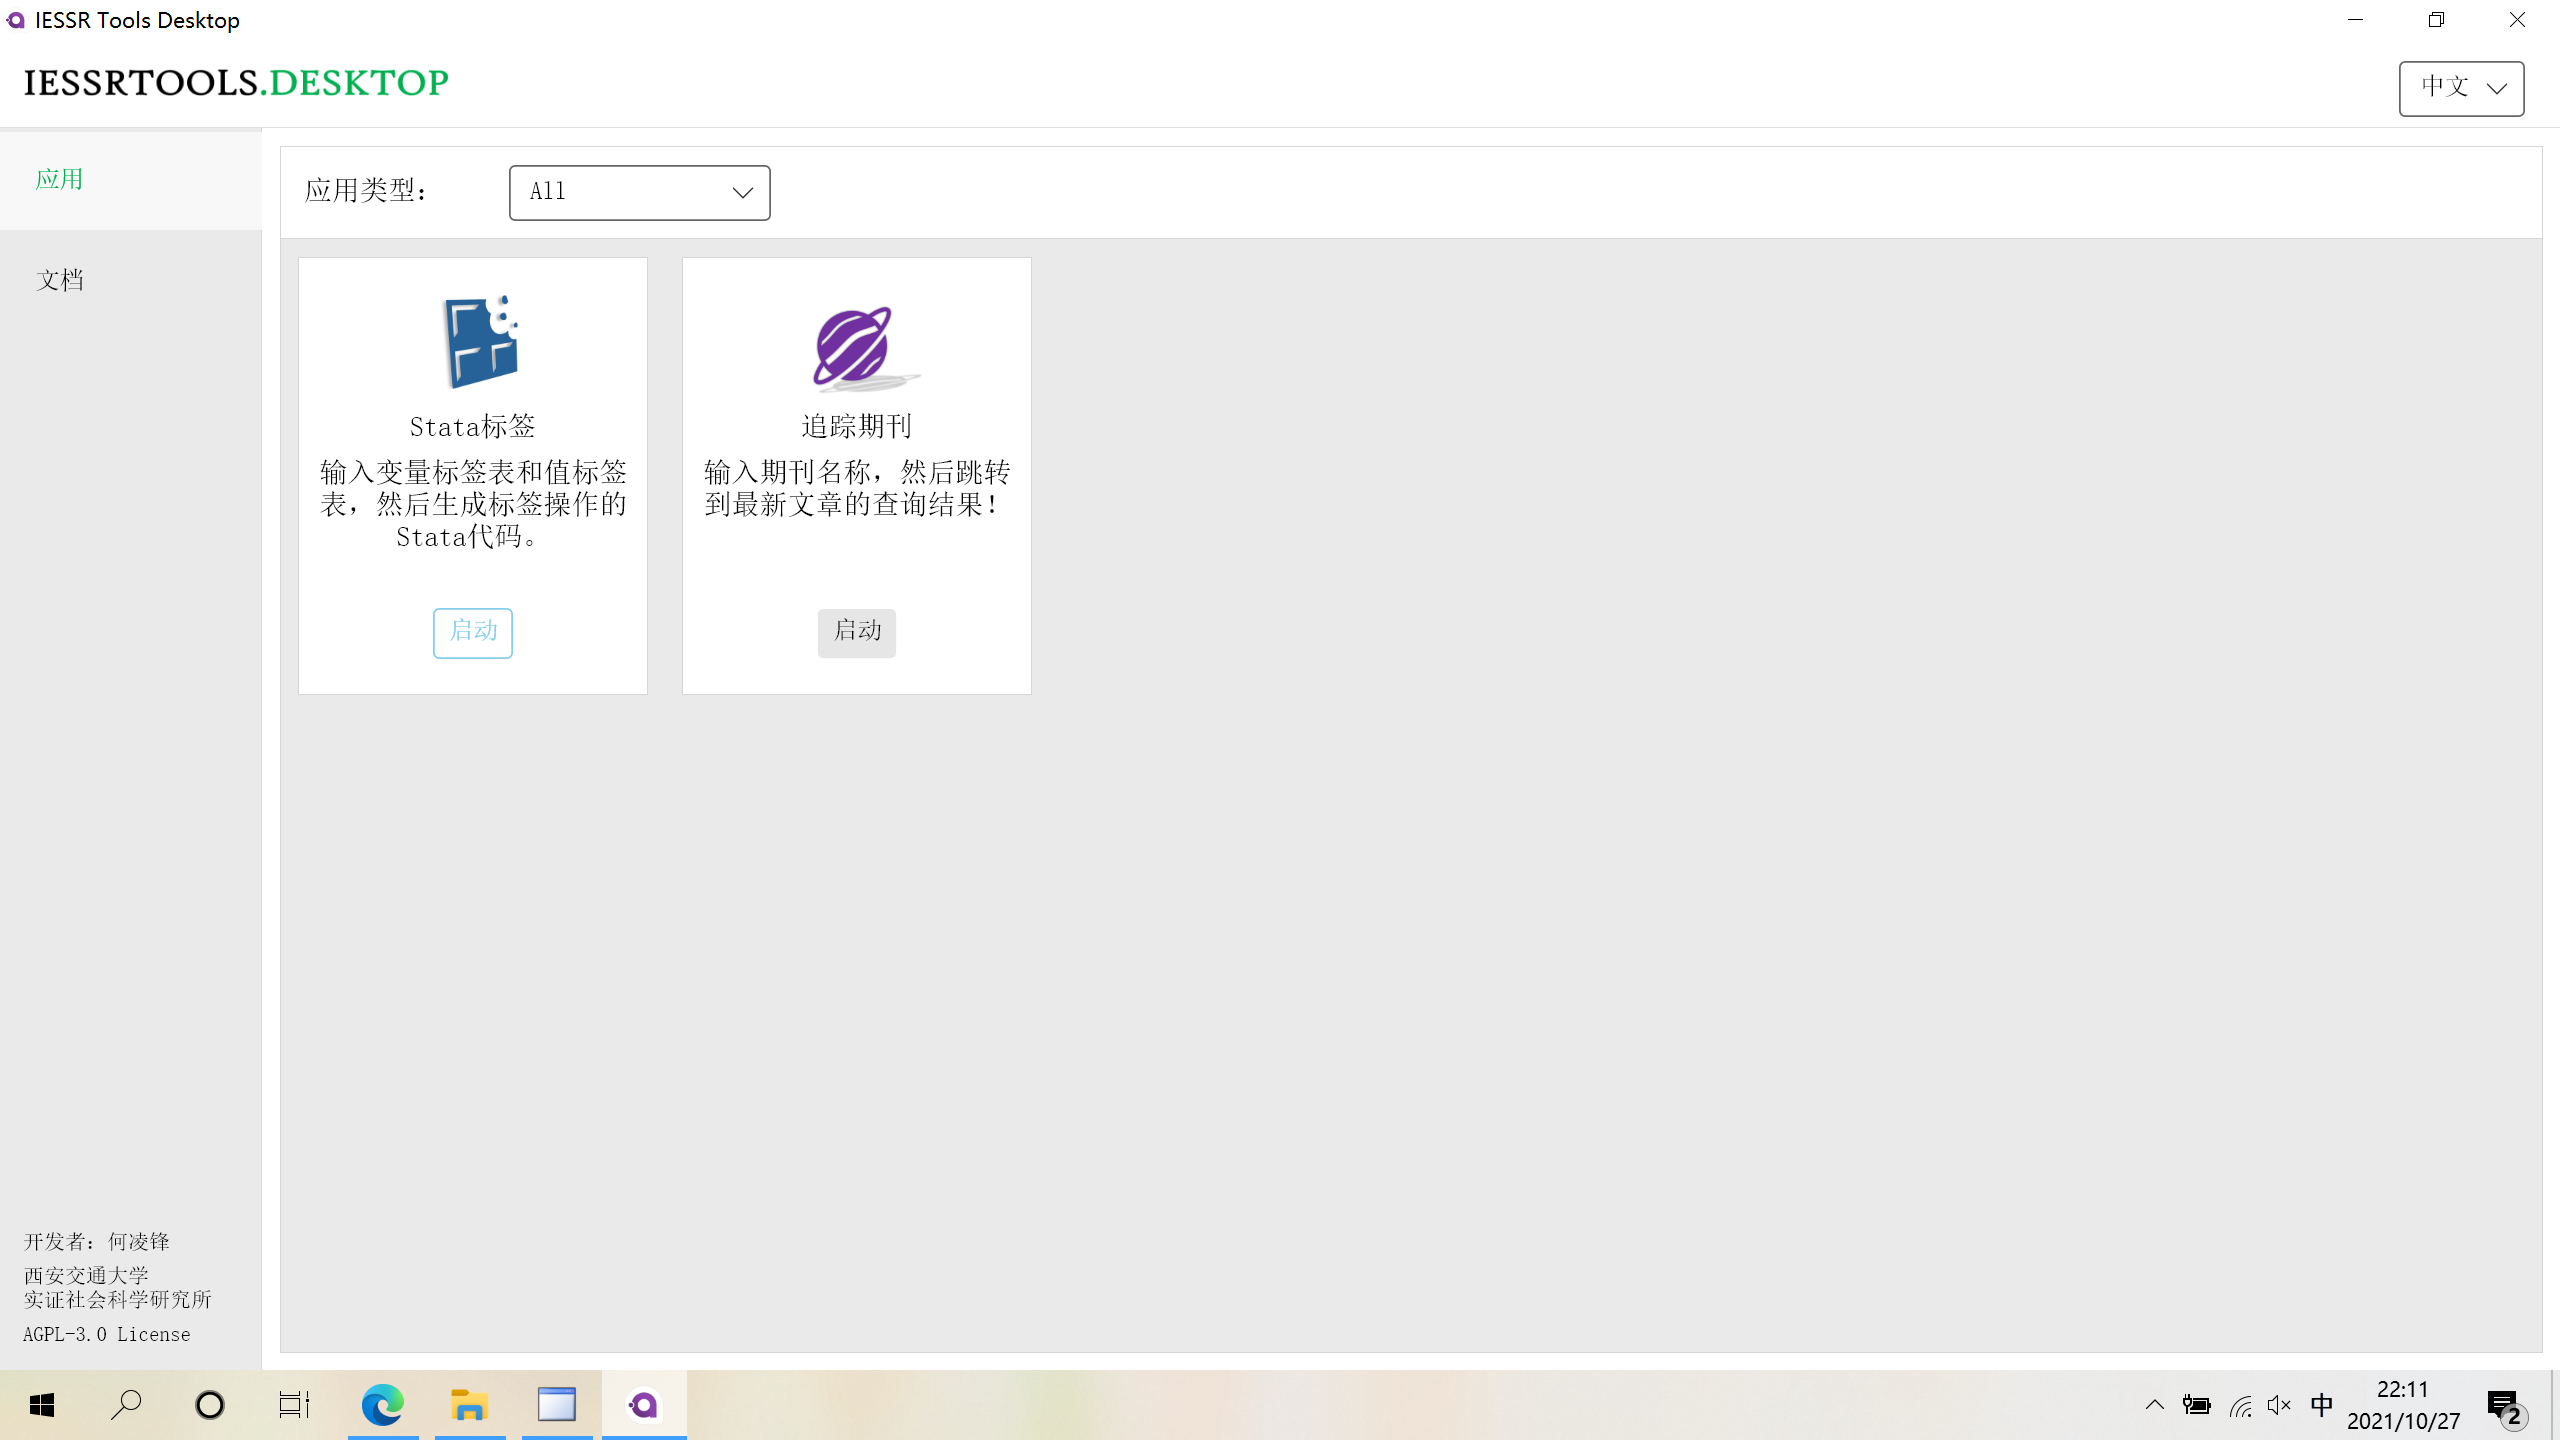 IESSR Tools Desktop
IESSRTOOLS.DESKTOP
中文
应用
文档
应用类型：
All
Stata标签
输入变量标签表和值标签
表，然后生成标签操作的
Stata代码。
启动
追踪期刊
输入期刊名称，然后跳转
到最新文章的查询结果！
启动
开发者：何凌锋
西安交通大学
实证社会科学研究所
AGPL-3.0 License
中
22:11
2021/10/27
2